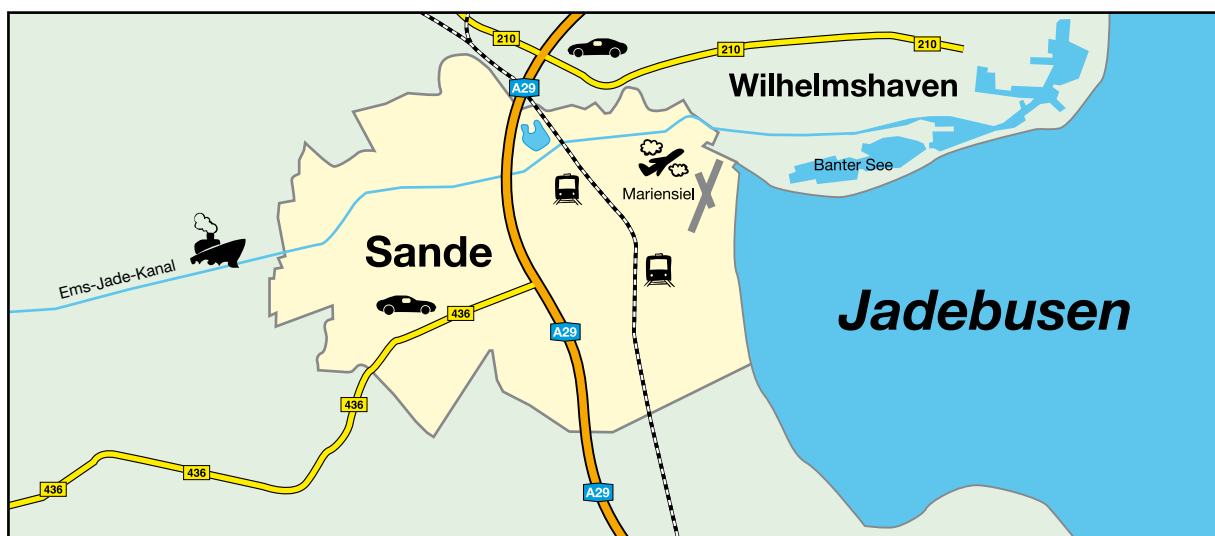 210
210
210
A29
Wilhelmshaven
Banter See
Mariensiel
Sande
Ems-Jade-Kanal
436
A29
Jadebusen
436
436
436
A29